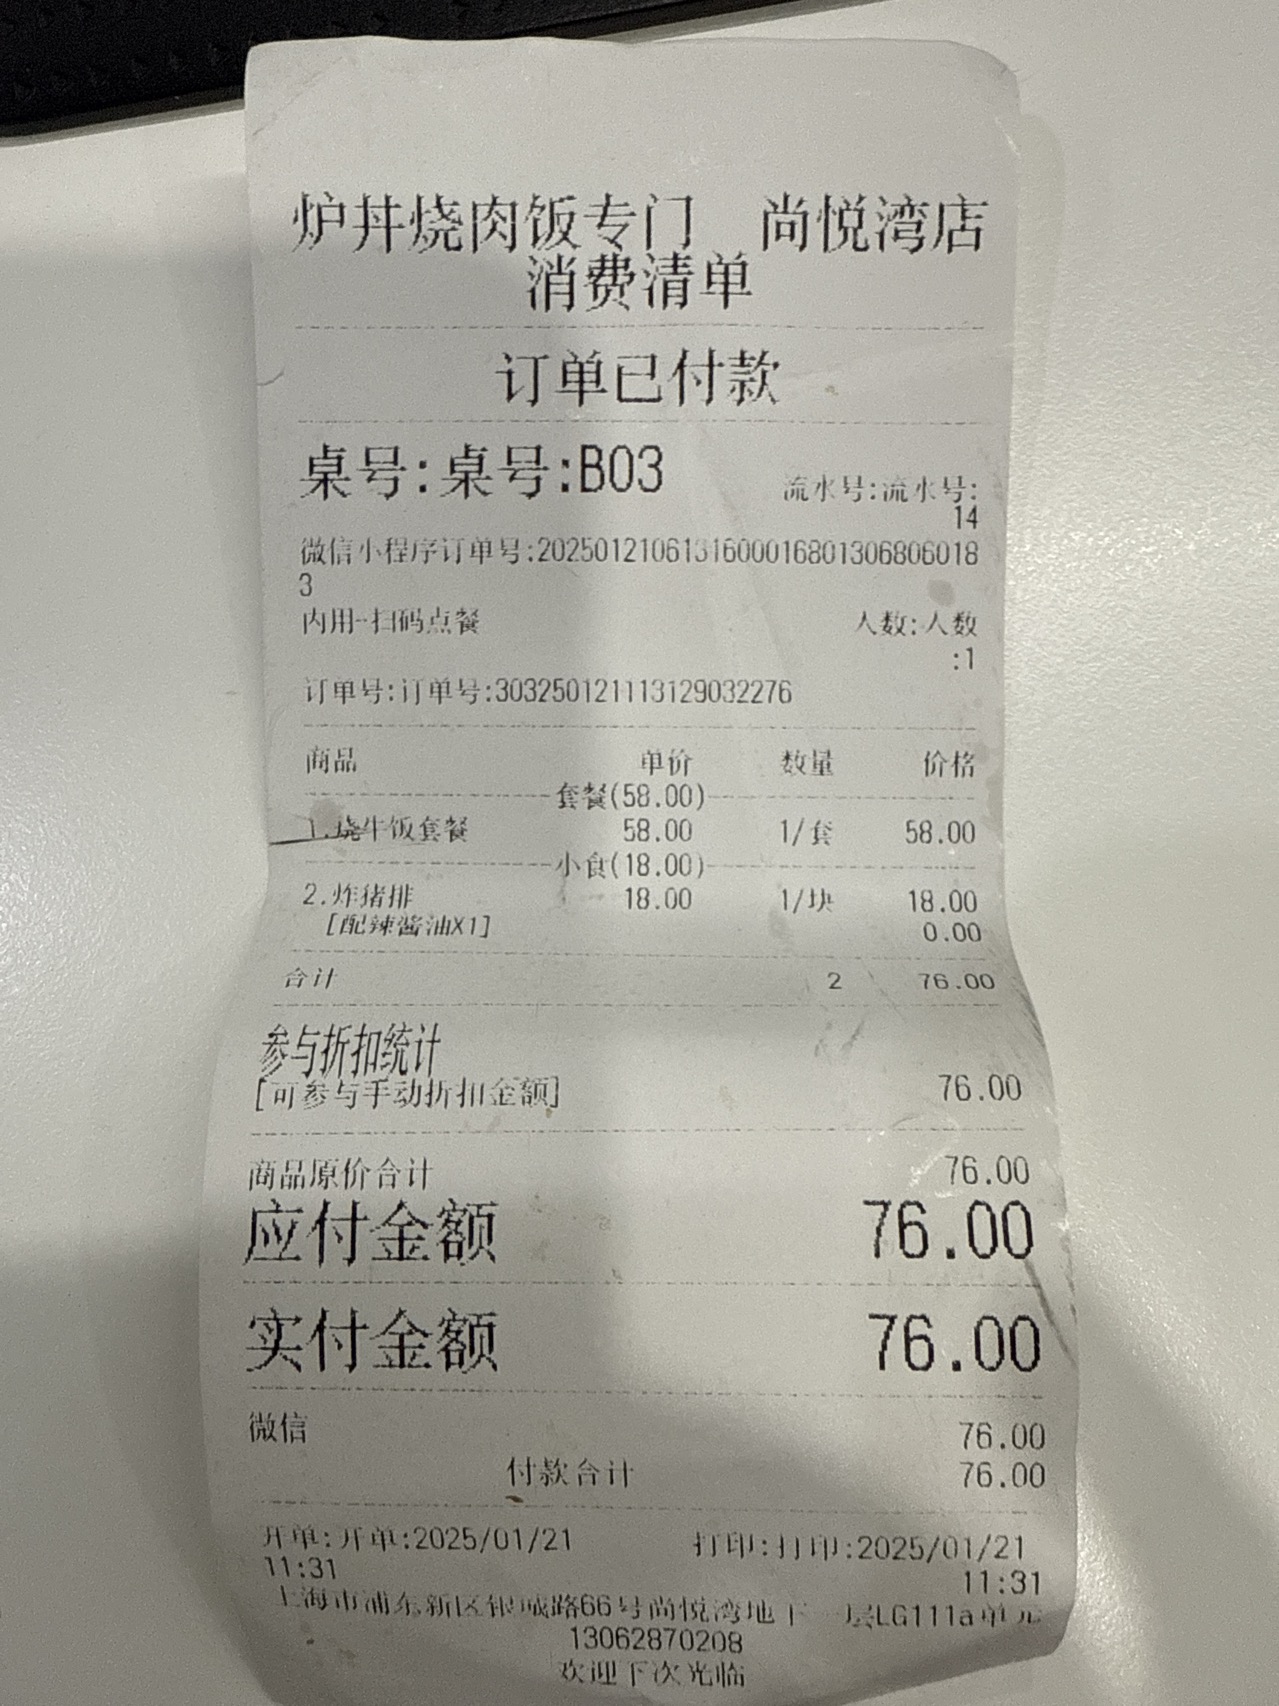 炉丼烧肉饭专门 尚悦湾店
消费清单
订单已付款
桌号:桌号:B03 流水号:流水号:
14
微信小程序订单号:2025012106131600016801306806018
3
内用-扫码点餐 人数:人数
:1
订单号:订单号:303250121113129032276
商品 单价 数量 价格
套餐(58.00)
1.烧牛饭套餐 58.00 1/套 58.00
小食(18.00)
2.炸猪排 18.00 1/块 18.00
[配辣酱油X1] 0.00
合计 2 76.00
参与折扣统计
[可参与手动折扣金额] 76.00
商品原价合计 76.00
应付金额 76.00
实付金额 76.00
微信 76.00
付款合计 76.00
开单:开单:2025/01/21 打印:打印:2025/01/21
11:31 11:31
上海市浦东新区银城路66号尚悦湾地下一层LG111a单元
13062870208
欢迎下次光临